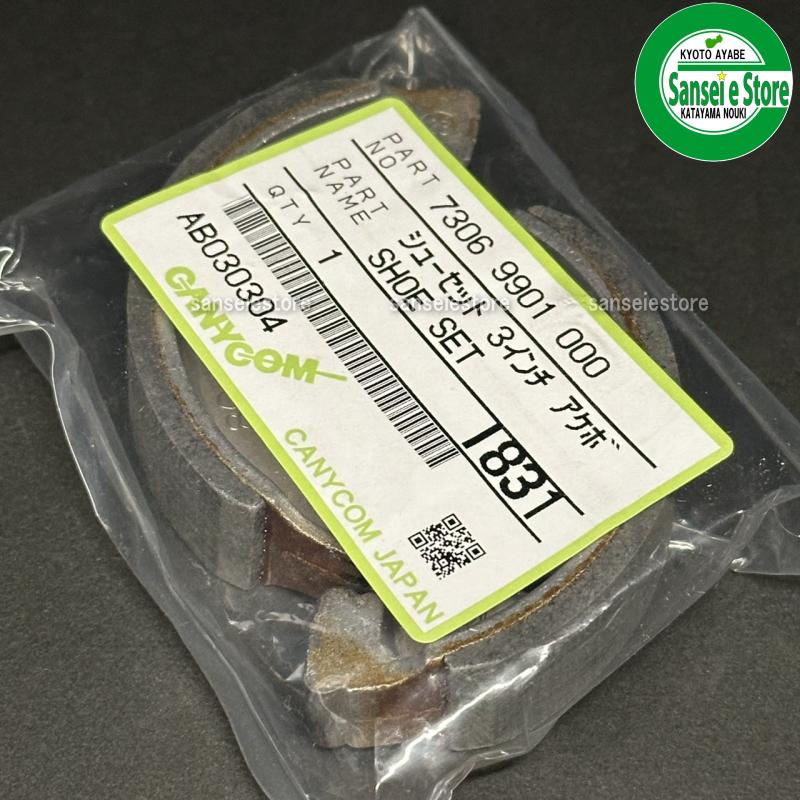 KYOTO AYABE
Sansei e Store
KATAYAMA NOUKI
PART NO 7306 9901 000
PART NAME シューセット 3インチ アケボ
SHOE SET
QTY 1
T831
AB030304
CANYCOM
CANYCOM JAPAN
sanseiestore sanseiestore sanseiestore